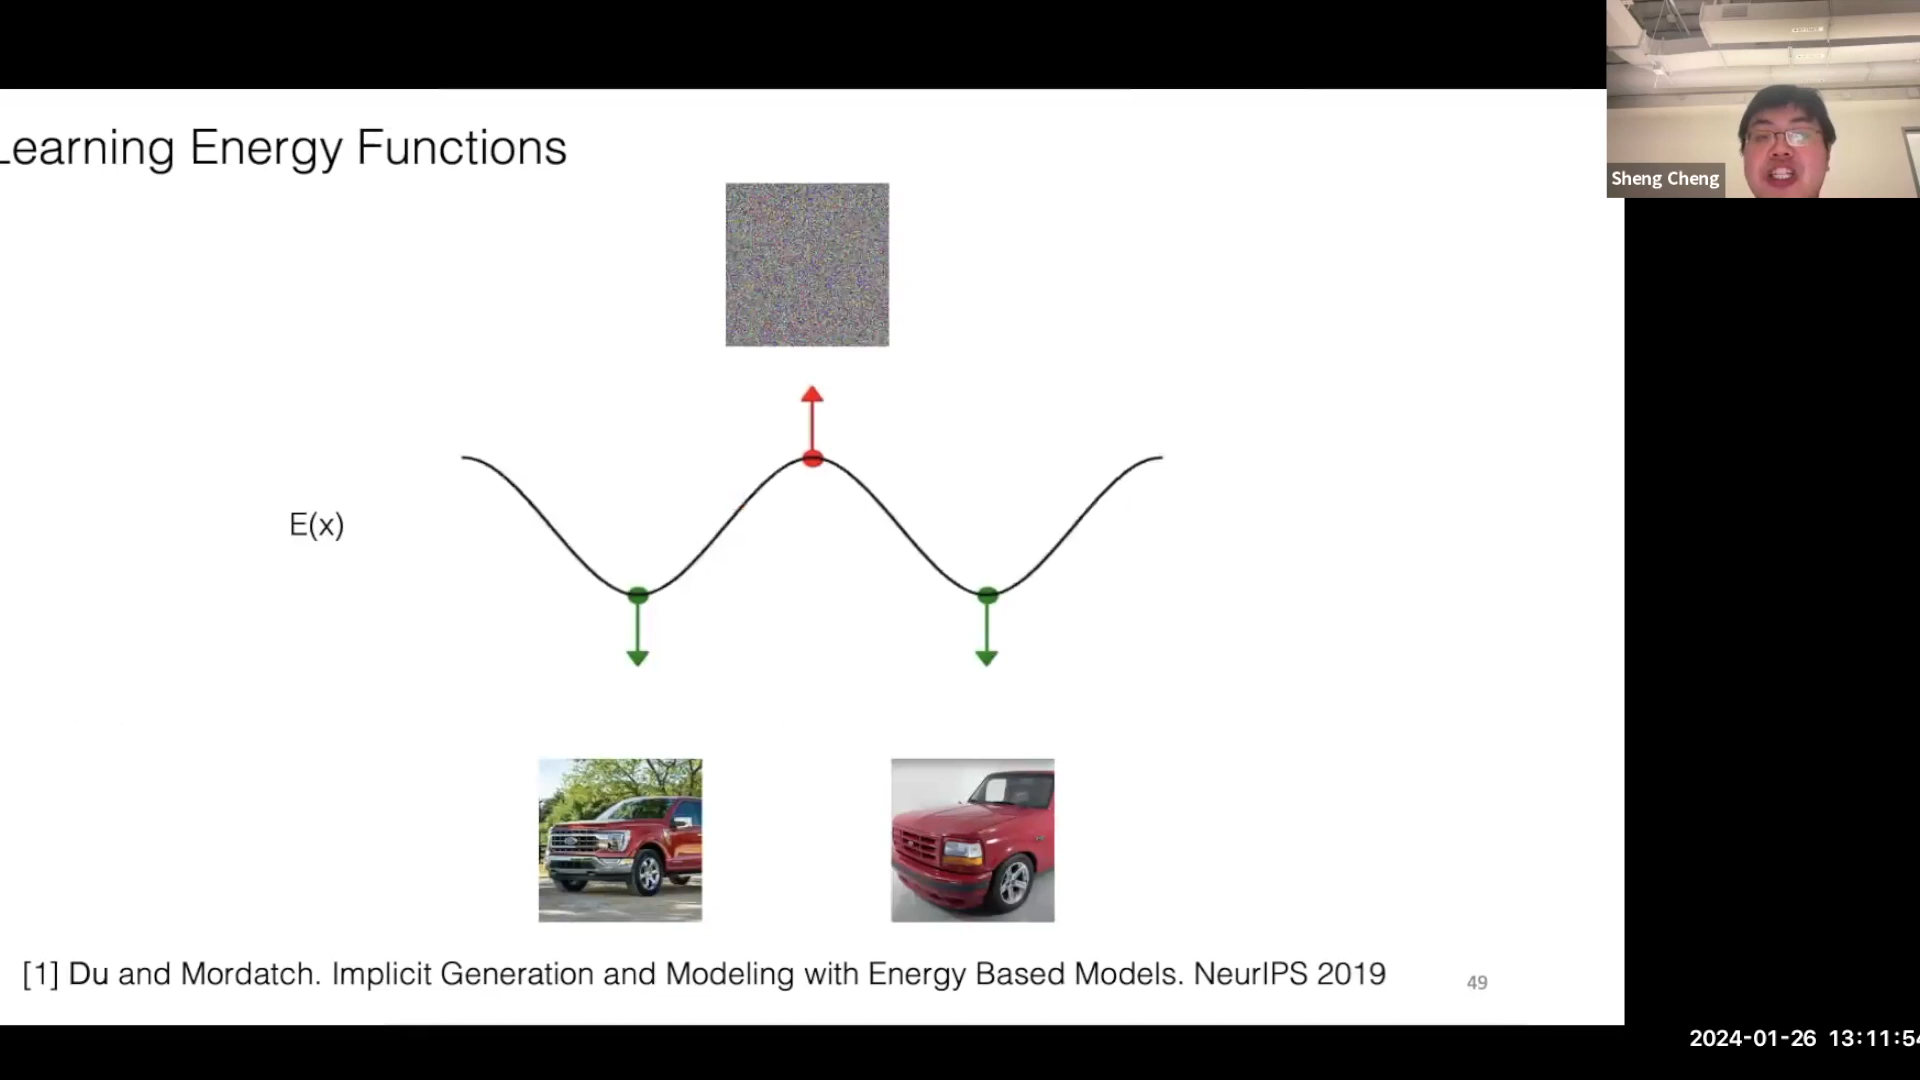 Learning Energy Functions
Sheng Cheng
E(x)
[1] Du and Mordatch. Implicit Generation and Modeling with Energy Based Models. NeurIPS 2019
49
2024-01-26 13:11:54